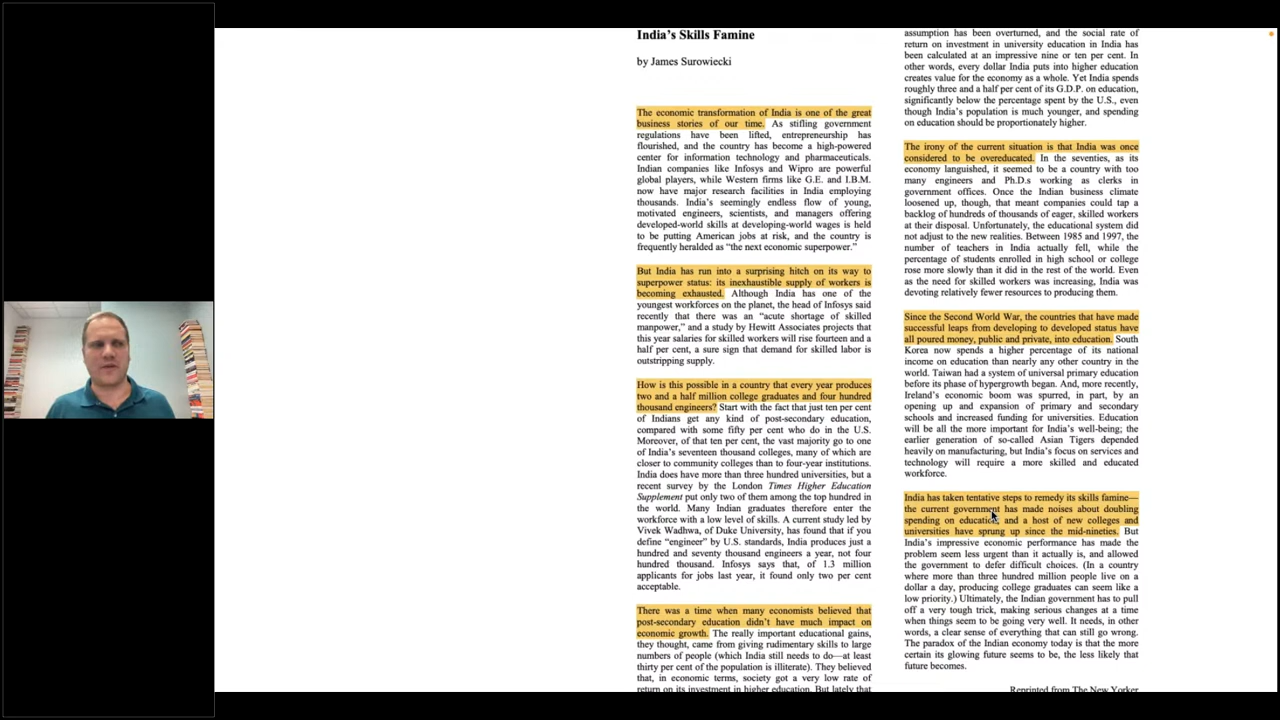 India's Skills Famine
by James Surowiecki
The economic transformation of India is one of the great
business stories of our time. As stifling government
regulations have been lifted, entrepreneurship has
flourished, and the country has become a high-powered
center for information technology and pharmaceuticals.
Indian companies like Infosys and Wipro are powerful
global players, while Western firms like G.E. and I.B.M.
now have major research facilities in India employing
thousands. India's seemingly endless flow of young,
motivated engineers, scientists, and managers offering
developed-world skills at developing-world wages is held
to be putting American jobs at risk, and the country is
frequently heralded as "the next economic superpower."
But India has run into a surprising hitch on its way to
superpower status: its inexhaustible supply of workers is
becoming exhausted. Although India has one of the
youngest workforces on the planet, the head of Infosys said
recently that there was an "acute shortage of skilled
manpower," and a study by Hewitt Associates projects that
this year salaries for skilled workers will rise fourteen and a
half per cent, a sure sign that demand for skilled labor is
outstripping supply.
How is this possible in a country that every year produces
two and a half million college graduates and four hundred
thousand engineers? Start with the fact that just ten per cent
of Indians get any kind of post-secondary education,
compared with some fifty per cent who do in the U.S.
Moreover, of that ten per cent, the vast majority go to one
of India's seventeen thousand colleges, many of which are
closer to community colleges than to four-year institutions.
India does have more than three hundred universities, but a
recent survey by the London Times Higher Education
Supplement put only two of them among the top hundred in
the world. Many Indian graduates therefore enter the
workforce with a low level of skills. A current study led by
Vivek Wadhwa, of Duke University, has found that if you
define "engineer" by U.S. standards, India produces just a
hundred and seventy thousand engineers a year, not four
hundred thousand. Infosys says that, of 1.3 million
applicants for jobs last year, it found only two per cent
acceptable.
There was a time when many economists believed that
post-secondary education didn't have much impact on
economic growth. The really important educational gains,
they thought, came from giving rudimentary skills to large
numbers of people (which India still needs to do—at least
thirty per cent of the population is illiterate). They believed
that, in economic terms, society got a very low rate of
return on its investment in higher education. But lately that
assumption has been overturned, and the social rate of
return on investment in university education in India has
been calculated at an impressive nine or ten per cent. In
other words, every dollar India puts into higher education
creates value for the economy as a whole. Yet India spends
roughly three and a half per cent of its G.D.P. on education,
significantly below the percentage spent by the U.S., even
though India's population is much younger, and spending
on education should be proportionately higher.
The irony of the current situation is that India was once
considered to be overeducated. In the seventies, as its
economy languished, it seemed to be a country with too
many engineers and Ph.D.s working as clerks in
government offices. Once the Indian business climate
loosened up, though, that meant companies could tap a
backlog of hundreds of thousands of eager, skilled workers
at their disposal. Unfortunately, the educational system did
not adjust to the new realities. Between 1985 and 1997, the
number of teachers in India actually fell, while the
percentage of students enrolled in high school or college
rose more slowly than it did in the rest of the world. Even
as the need for skilled workers was increasing, India was
devoting relatively fewer resources to producing them.
Since the Second World War, the countries that have made
successful leaps from developing to developed status have
all poured money, public and private, into education. South
Korea now spends a higher percentage of its national
income on education than nearly any other country in the
world. Taiwan had a system of universal primary education
before its phase of hypergrowth began. And, more recently,
Ireland's economic boom was spurred, in part, by an
opening up and expansion of primary and secondary
schools and increased funding for universities. Education
will be all the more important for India's well-being; the
earlier generation of so-called Asian Tigers depended
heavily on manufacturing, but India's focus on services and
technology will require a more skilled and educated
workforce.
India has taken tentative steps to remedy its skills famine—
the current government has made noises about doubling
spending on education, and a host of new colleges and
universities have sprung up since the mid-nineties. But
India's impressive economic performance has made the
problem seem less urgent than it actually is, and allowed
the government to defer difficult choices. (In a country
where more than three hundred million people live on a
dollar a day, producing college graduates can seem like a
low priority.) Ultimately, the Indian government has to pull
off a very tough trick, making serious changes at a time
when things seem to be going very well. It needs, in other
words, a clear sense of everything that can still go wrong.
The paradox of the Indian economy today is that the more
certain its glowing future seems to be, the less likely that
future becomes.
Reprinted from The New Yorker